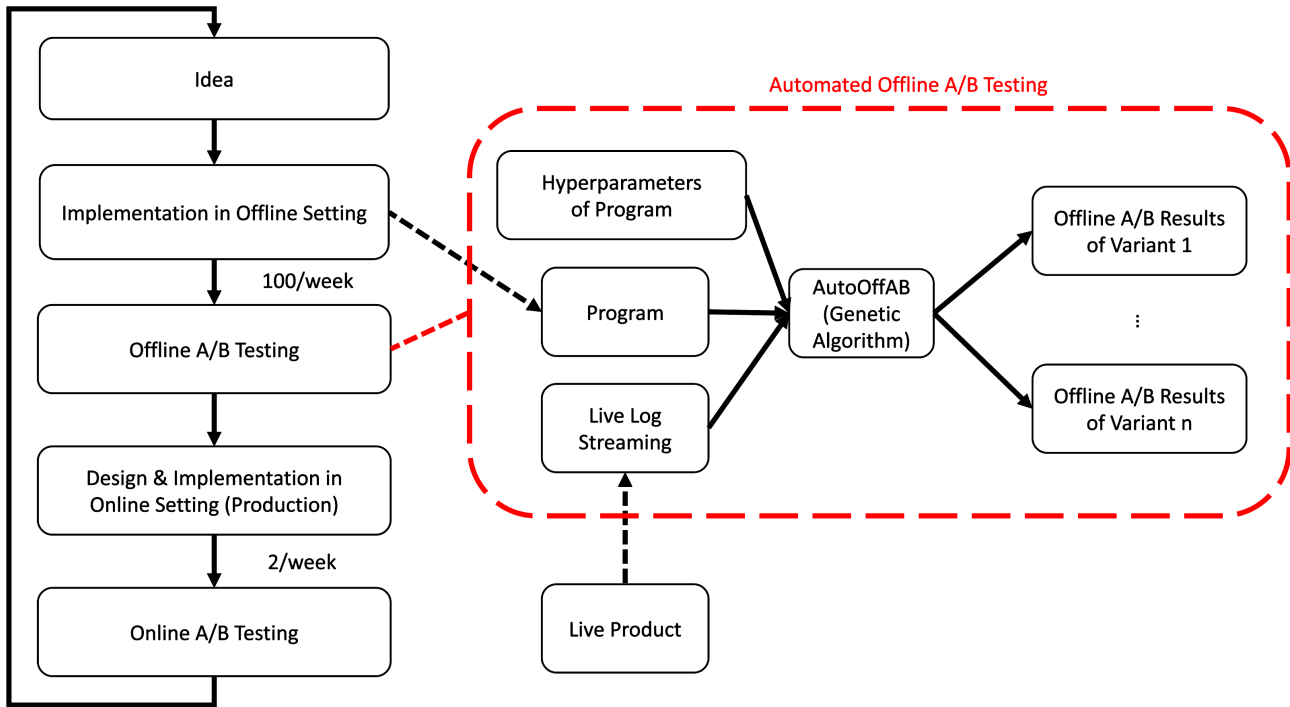 Idea
Implementation in Offline Setting
100/week
Offline A/B Testing
Design & Implementation in
Online Setting (Production)
2/week
Online A/B Testing
Automated Offline A/B Testing
Hyperparameters
of Program
Program
Live Log
Streaming
Live Product
AutoOffAB
(Genetic
Algorithm)
Offline A/B Results
of Variant 1
...
Offline A/B Results
of Variant n